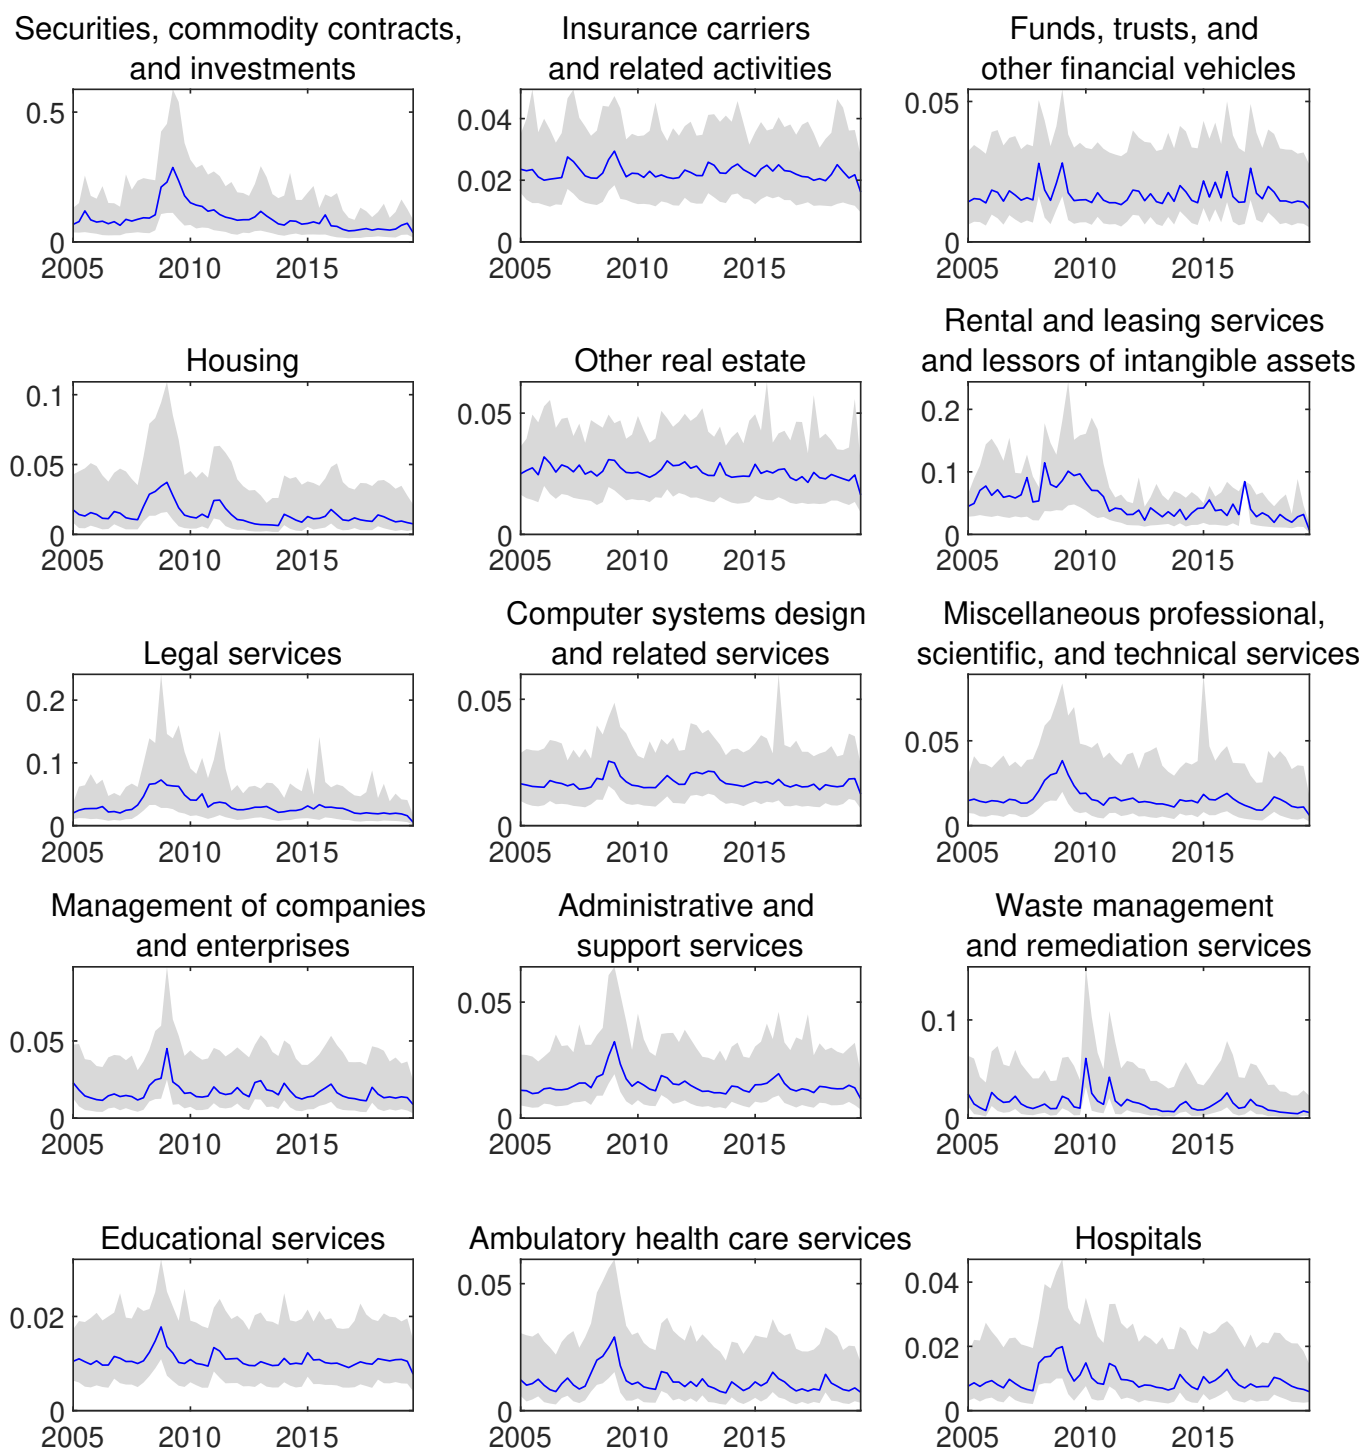 Securities, commodity contracts,
and investments
0.5
0
2005 2010 2015
Insurance carriers
and related activities
0.04
0.02
0
2005 2010 2015
Funds, trusts, and
other financial vehicles
0.05
0
2005 2010 2015
Housing
0.1
0.05
0
2005 2010 2015
Other real estate
0.05
0
2005 2010 2015
Rental and leasing services
and lessors of intangible assets
0.2
0.1
0
2005 2010 2015
Legal services
0.2
0.1
0
2005 2010 2015
Computer systems design
and related services
0.05
0
2005 2010 2015
Miscellaneous professional,
scientific, and technical services
0.05
0
2005 2010 2015
Management of companies
and enterprises
0.05
0
2005 2010 2015
Administrative and
support services
0.05
0
2005 2010 2015
Waste management
and remediation services
0.1
0
2005 2010 2015
Educational services
0.02
0
2005 2010 2015
Ambulatory health care services
0.05
0
2005 2010 2015
Hospitals
0.04
0.02
0
2005 2010 2015